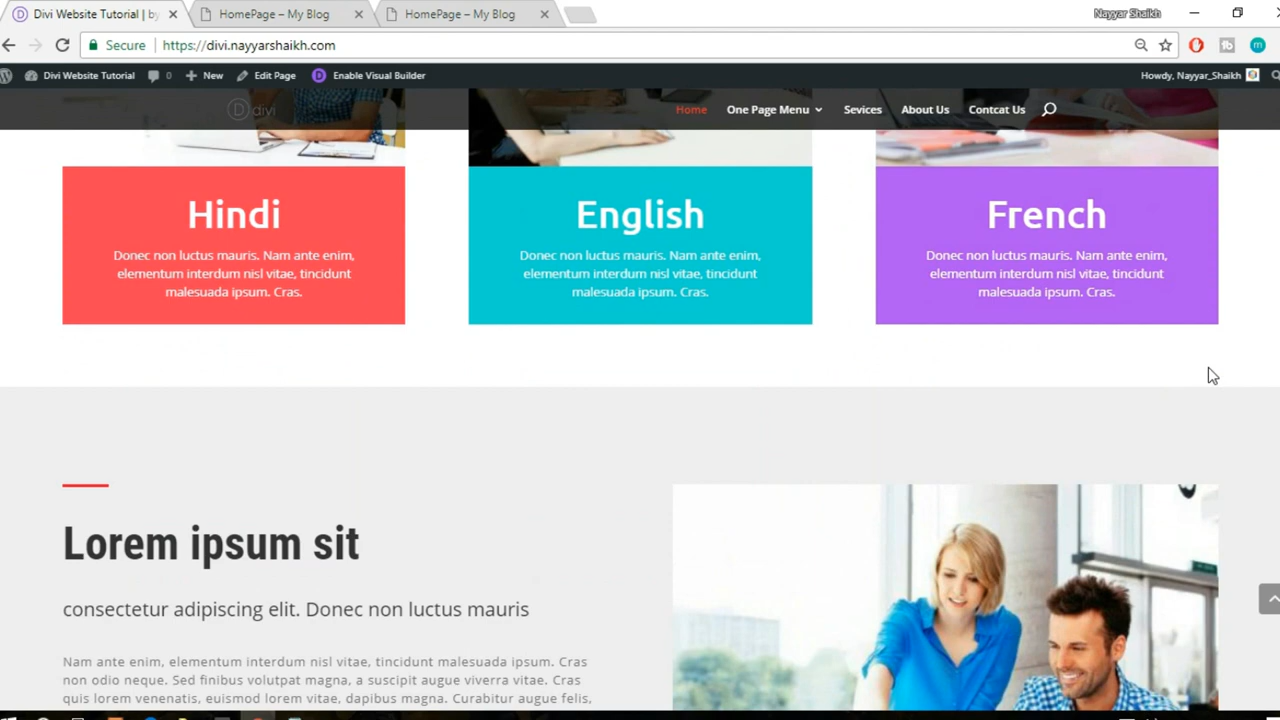 Divi Website Tutorial | by
HomePage – My Blog
HomePage – My Blog
Nayyar Shaikh
Secure
https://divi.nayyarshaikh.com
Divi Website Tutorial
0
New
Edit Page
Enable Visual Builder
Howdy, Nayyar_Shaikh
divi
Home
One Page Menu
Sevices
About Us
Contcat Us
Hindi
Donec non luctus mauris. Nam ante enim,
elementum interdum nisl vitae, tincidunt
malesuada ipsum. Cras.
English
Donec non luctus mauris. Nam ante enim,
elementum interdum nisl vitae, tincidunt
malesuada ipsum. Cras.
French
Donec non luctus mauris. Nam ante enim,
elementum interdum nisl vitae, tincidunt
malesuada ipsum. Cras.
Lorem ipsum sit
consectetur adipiscing elit. Donec non luctus mauris
Nam ante enim, elementum interdum nisl vitae, tincidunt malesuada ipsum. Cras
non odio neque. Sed finibus volutpat magna, a suscipit augue viverra vitae. Cras
quis lorem venenatis, euismod lorem vitae, dapibus magna. Curabitur augue felis,